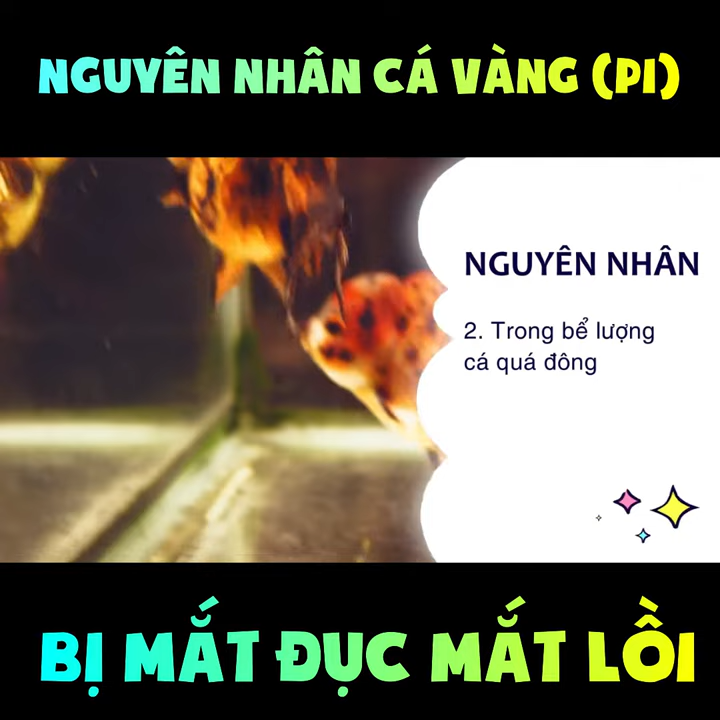 NGUYÊN NHÂN CÁ VÀNG (PI)
NGUYÊN NHÂN
2. Trong bể lượng
cá quá đông
BỊ MẮT ĐỤC MẮT LỒI